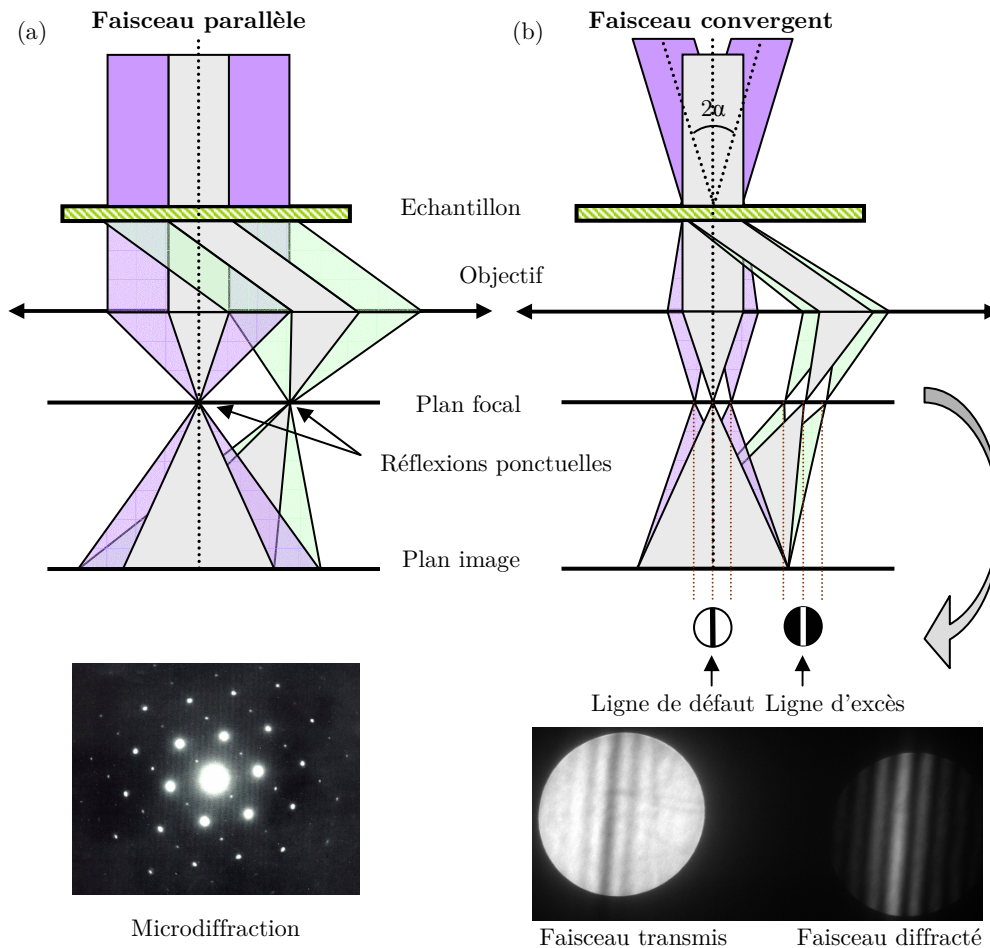 (a)
Faisceau parallèle
(b)
Faisceau convergent
2α
Echantillon
Objectif
Plan focal
Réflexions ponctuelles
Plan image
Ligne de défaut
Ligne d'excès
Microdiffraction
Faisceau transmis
Faisceau diffracté